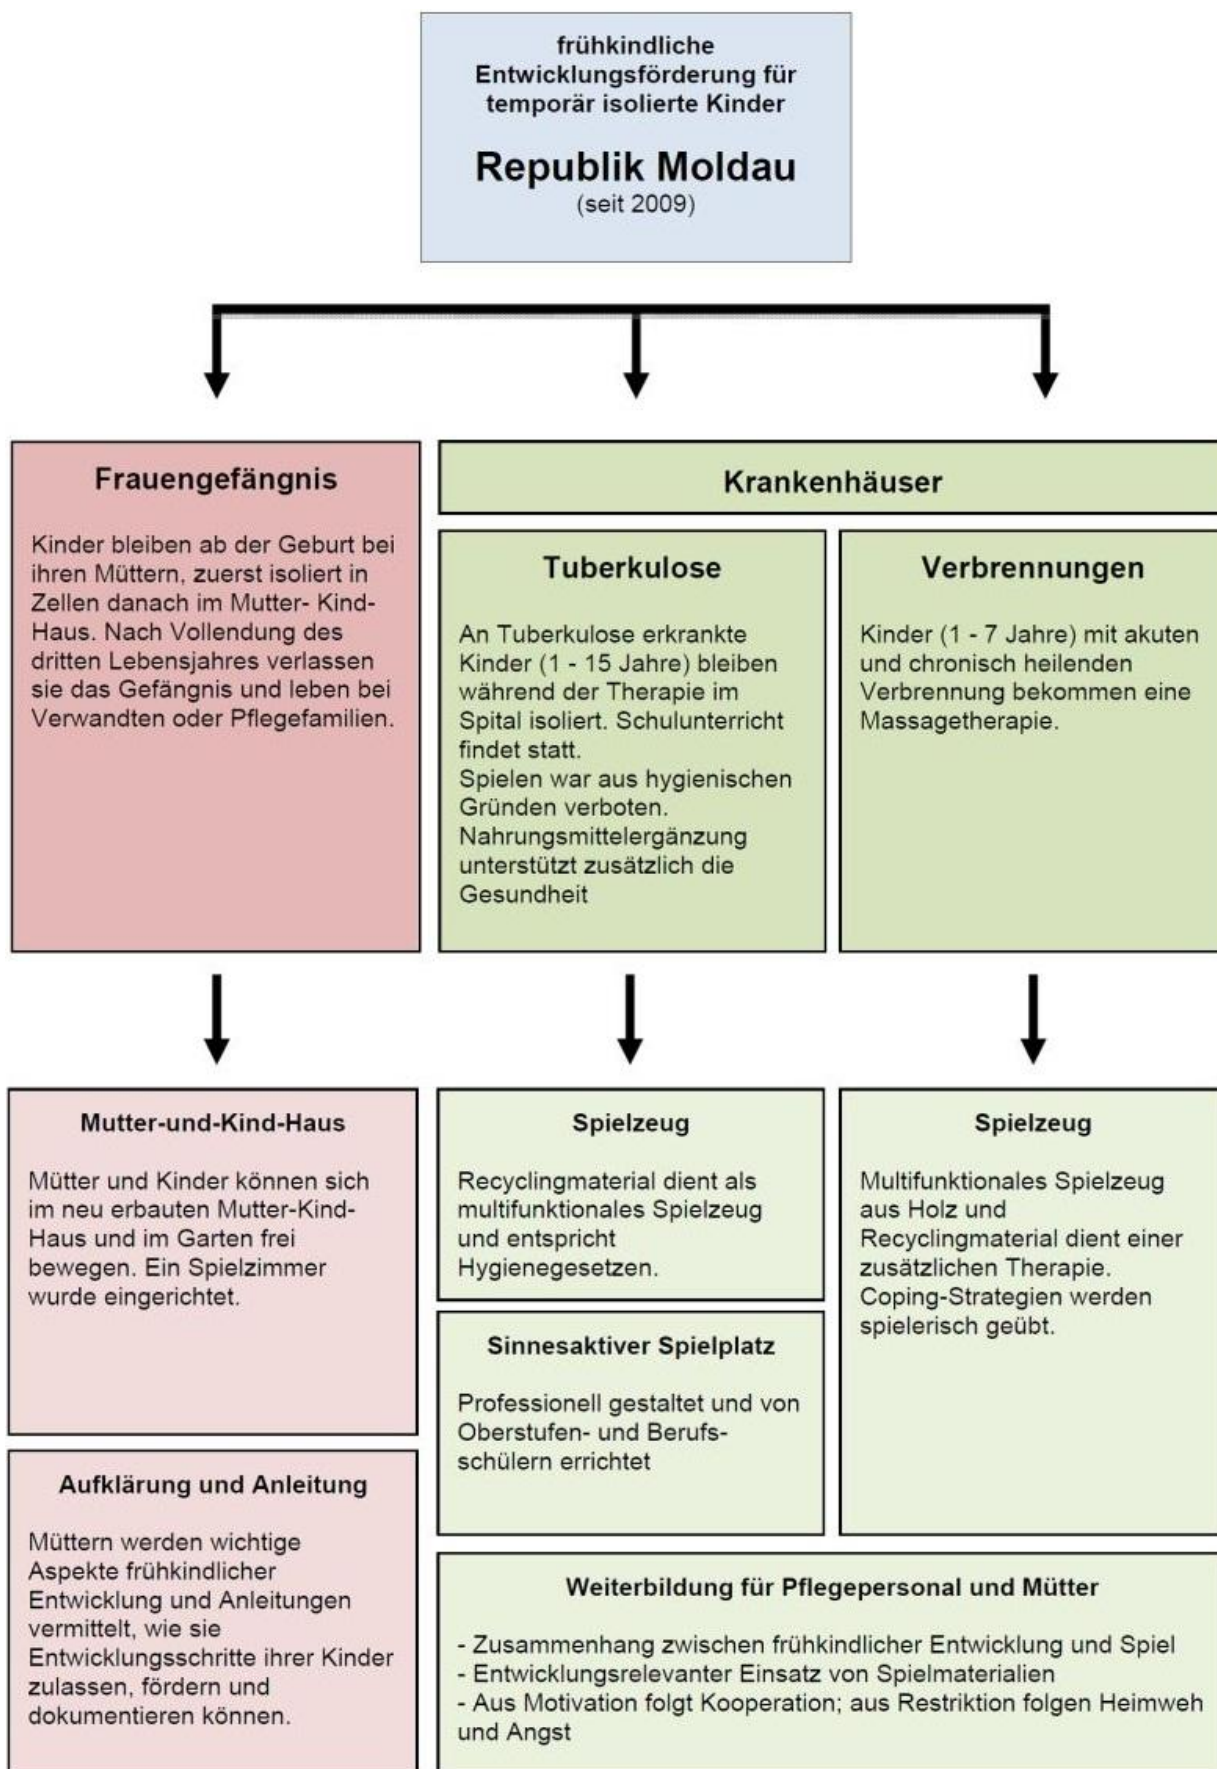 frühkindliche
Entwicklungsförderung für
temporär isolierte Kinder
Republik Moldau
(seit 2009)
Frauengefängnis
Kinder bleiben ab der Geburt bei
ihren Müttern, zuerst isoliert in
Zellen danach im Mutter- Kind-
Haus. Nach Vollendung des
dritten Lebensjahres verlassen
sie das Gefängnis und leben bei
Verwandten oder Pflegefamilien.
Krankenhäuser
Tuberkulose
An Tuberkulose erkrankte
Kinder (1 - 15 Jahre) bleiben
während der Therapie im
Spital isoliert. Schulunterricht
findet statt.
Spielen war aus hygienischen
Gründen verboten.
Nahrungsmittelergänzung
unterstützt zusätzlich die
Gesundheit
Verbrennungen
Kinder (1 - 7 Jahre) mit akuten
und chronisch heilenden
Verbrennung bekommen eine
Massagetherapie.
Mutter-und-Kind-Haus
Mütter und Kinder können sich
im neu erbauten Mutter-Kind-
Haus und im Garten frei
bewegen. Ein Spielzimmer
wurde eingerichtet.
Aufklärung und Anleitung
Müttern werden wichtige
Aspekte frühkindlicher
Entwicklung und Anleitungen
vermittelt, wie sie
Entwicklungsschritte ihrer Kinder
zulassen, fördern und
dokumentieren können.
Spielzeug
Recyclingmaterial dient als
multifunktionales Spielzeug
und entspricht
Hygienegesetzen.
Sinnesaktiver Spielplatz
Professionell gestaltet und von
Oberstufen- und Berufs-
schülern errichtet
Spielzeug
Multifunktionales Spielzeug
aus Holz und
Recyclingmaterial dient einer
zusätzlichen Therapie.
Coping-Strategien werden
spielerisch geübt.
Weiterbildung für Pflegepersonal und Mütter
- Zusammenhang zwischen frühkindlicher Entwicklung und Spiel
- Entwicklungsrelevanter Einsatz von Spielmaterialien
- Aus Motivation folgt Kooperation; aus Restriktion folgen Heimweh
und Angst